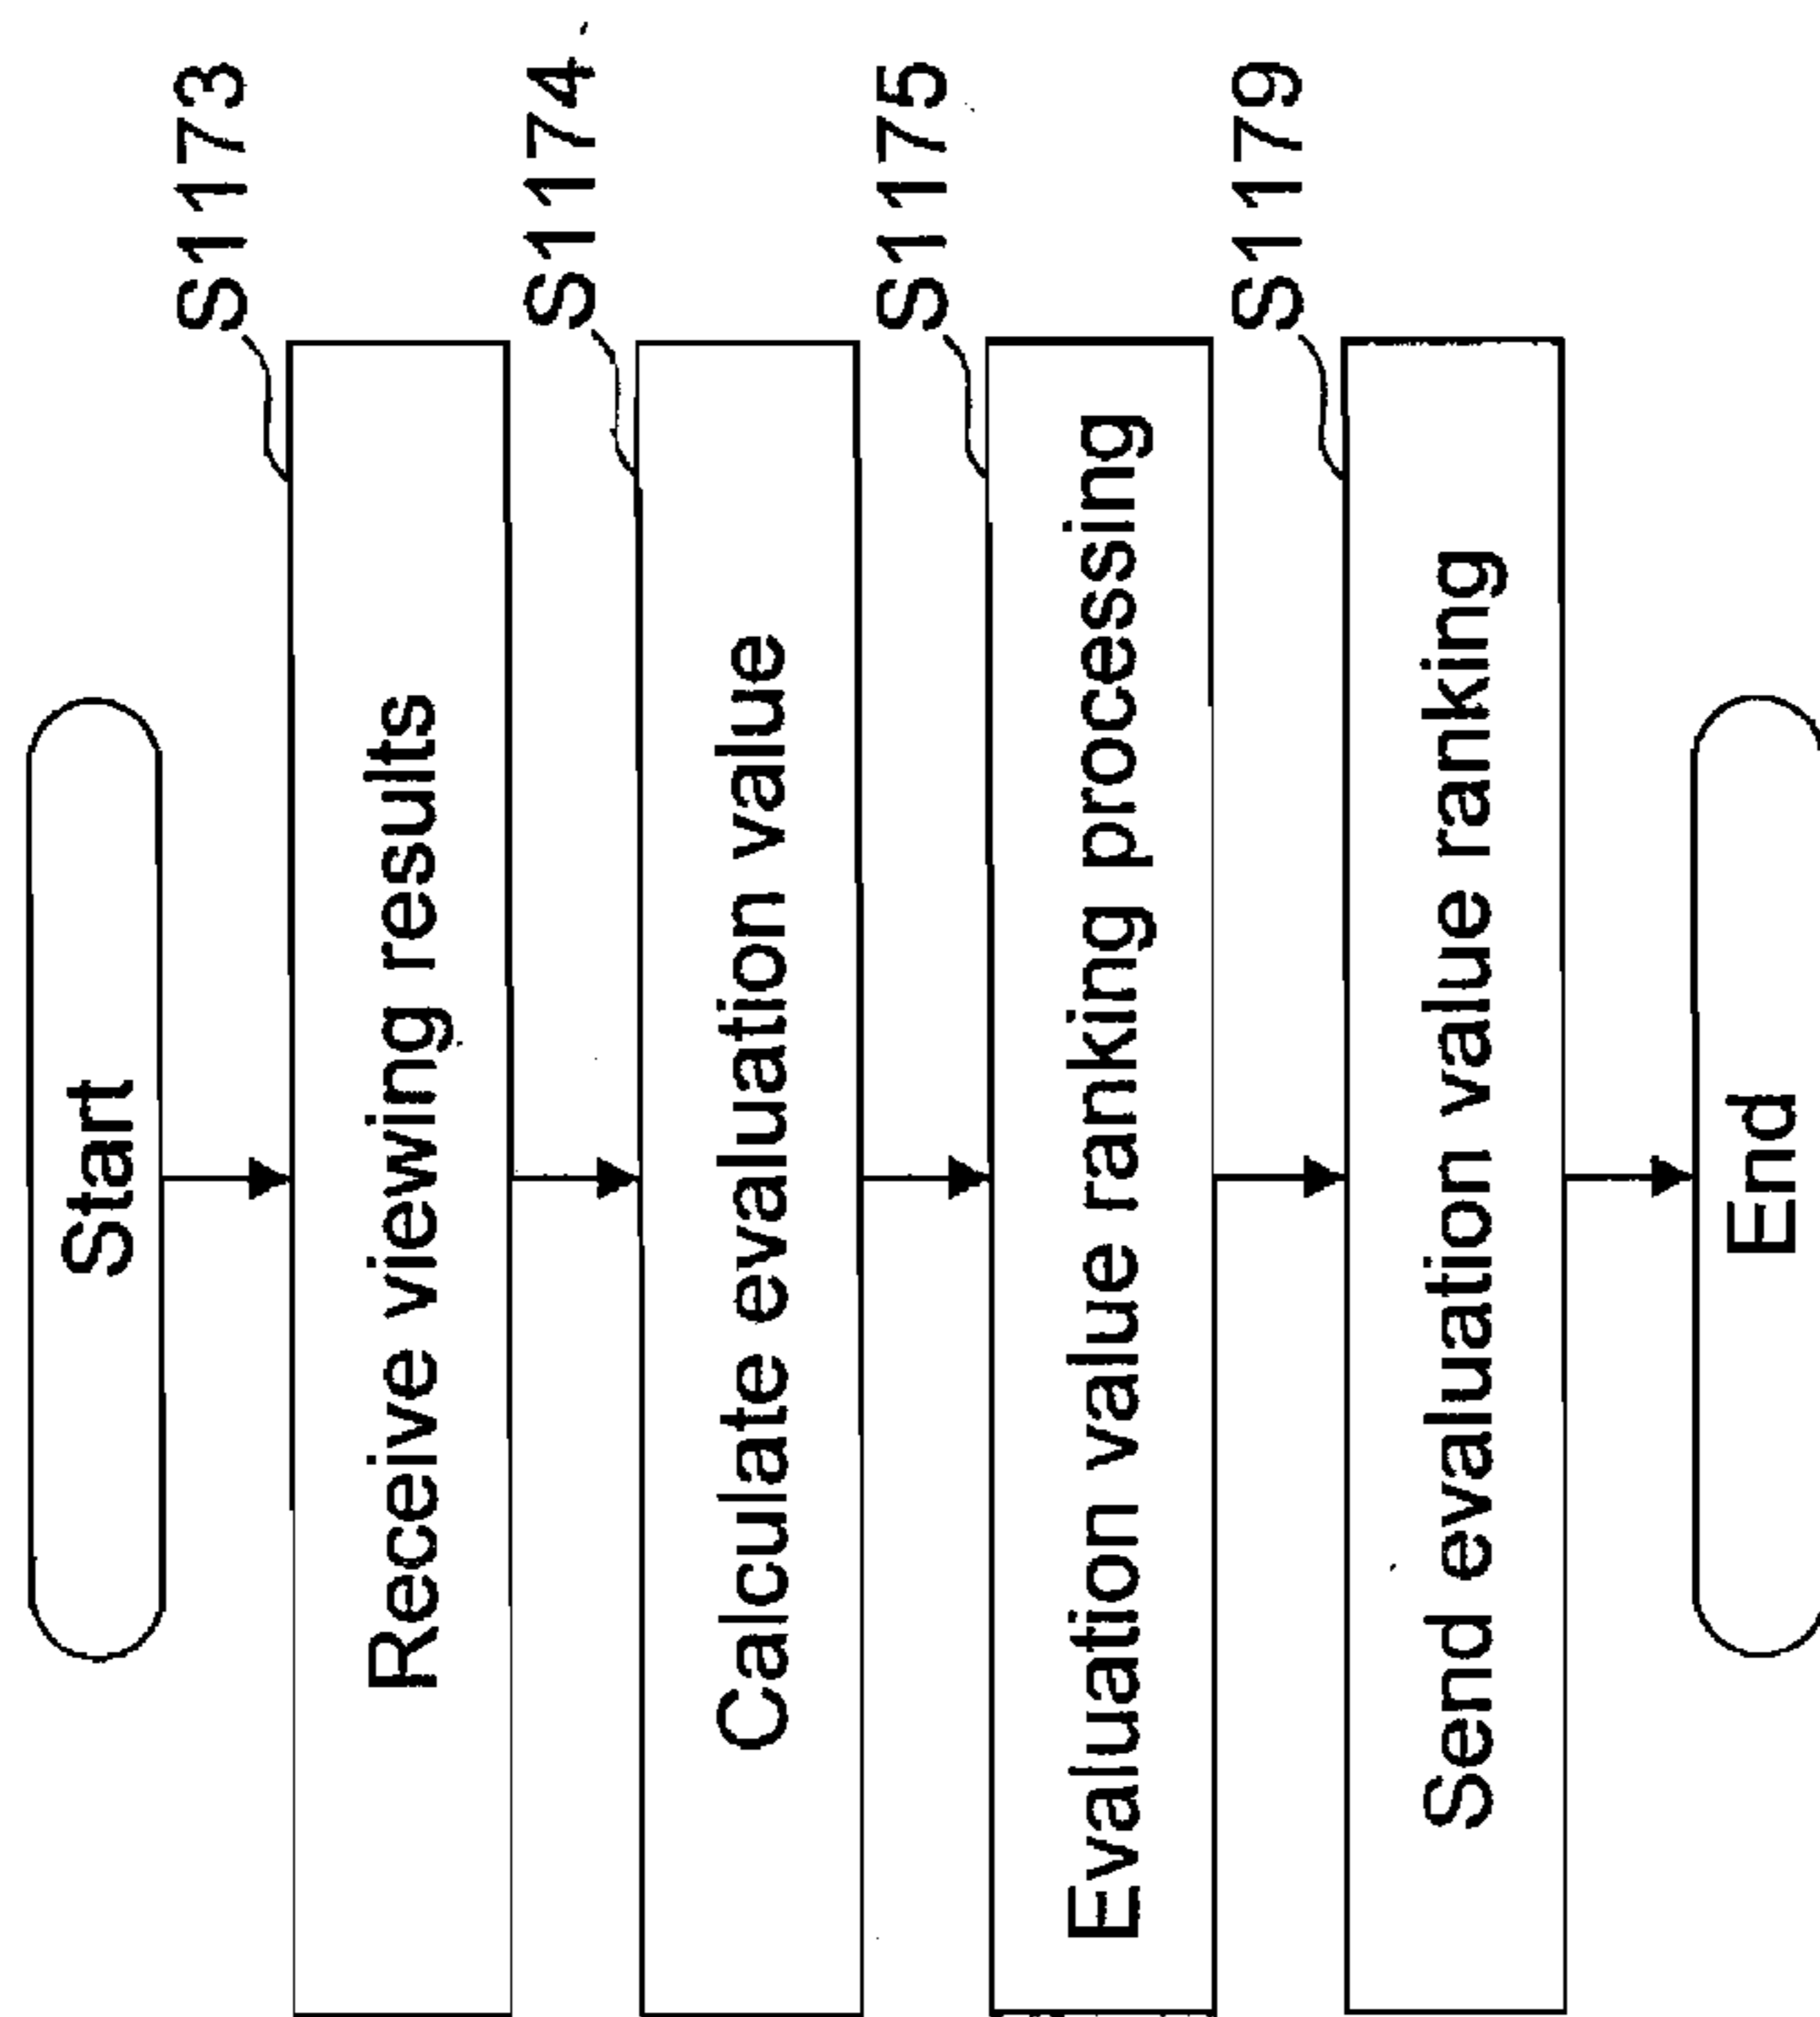 Start
S1173
Receive viewing results
S1174
Calculate evaluation value
S1175
Evaluation value ranking processing
S1179
Send evaluation value ranking
End